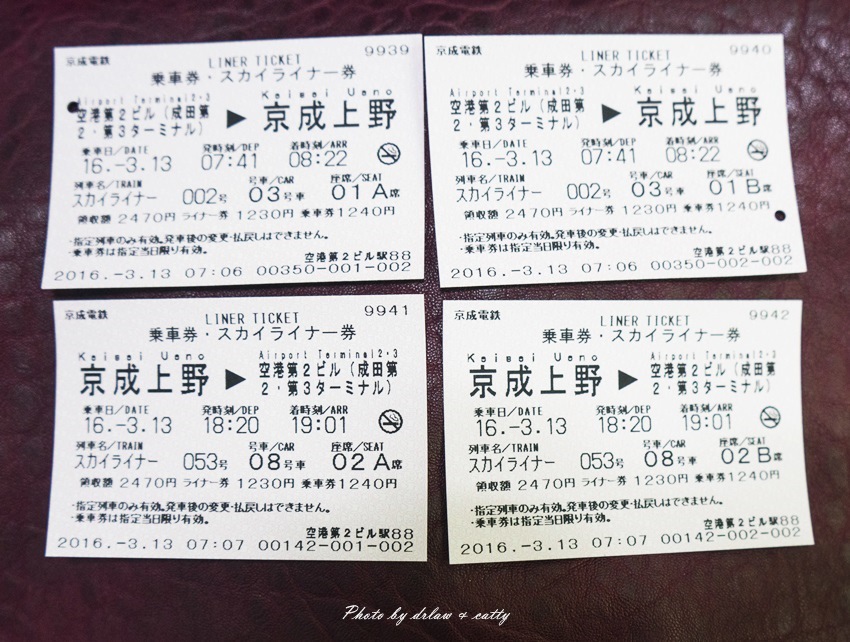 京成電鉄
LINER TICKET
9939
乗車券・スカイライナー券
Airport Terminal2・3
Keisei Ueno
空港第2ビル(成田第
2・第3ターミナル)
▶
京成上野
乗車日/DATE 発時刻/DEP 着時刻/ARR
16.-3.13 07:41 08:22
列車名/TRAIN 号車/CAR 座席/SEAT
スカイライナー 002号 03号車 01A席
領収額 2470円 ライナー券 1230円 乗車券1240円
・指定列車のみ有効。発車後の変更・払戻しはできません。
・乗車券は指定当日限り有効。
空港第2ビル駅88
2016.-3.13 07:06 00350-001-002
京成電鉄
LINER TICKET
9940
乗車券・スカイライナー券
Airport Terminal2・3
Keisei Ueno
空港第2ビル(成田第
2・第3ターミナル)
▶
京成上野
乗車日/DATE 発時刻/DEP 着時刻/ARR
16.-3.13 07:41 08:22
列車名/TRAIN 号車/CAR 座席/SEAT
スカイライナー 002号 03号車 01B席
領収額 2470円 ライナー券 1230円 乗車券1240円
・指定列車のみ有効。発車後の変更・払戻しはできません。
・乗車券は指定当日限り有効。
空港第2ビル駅88
2016.-3.13 07:06 00350-002-002
京成電鉄
LINER TICKET
9941
乗車券・スカイライナー券
Keisei Ueno
Airport Terminal2・3
京成上野
▶
空港第2ビル(成田第
2・第3ターミナル)
乗車日/DATE 発時刻/DEP 着時刻/ARR
16.-3.13 18:20 19:01
列車名/TRAIN 号車/CAR 座席/SEAT
スカイライナー 053号 08号車 02A席
領収額 2470円 ライナー券 1230円 乗車券1240円
・指定列車のみ有効。発車後の変更・払戻しはできません。
・乗車券は指定当日限り有効。
空港第2ビル駅88
2016.-3.13 07:07 00142-001-002
京成電鉄
LINER TICKET
9942
乗車券・スカイライナー券
Keisei Ueno
Airport Terminal2・3
京成上野
▶
空港第2ビル(成田第
2・第3ターミナル)
乗車日/DATE 発時刻/DEP 着時刻/ARR
16.-3.13 18:20 19:01
列車名/TRAIN 号車/CAR 座席/SEAT
スカイライナー 053号 08号車 02B席
領収額 2470円 ライナー券 1230円 乗車券1240円
・指定列車のみ有効。発車後の変更・払戻しはできません。
・乗車券は指定当日限り有効。
空港第2ビル駅88
2016.-3.13 07:07 00142-002-002
Photo by drlaw & catty